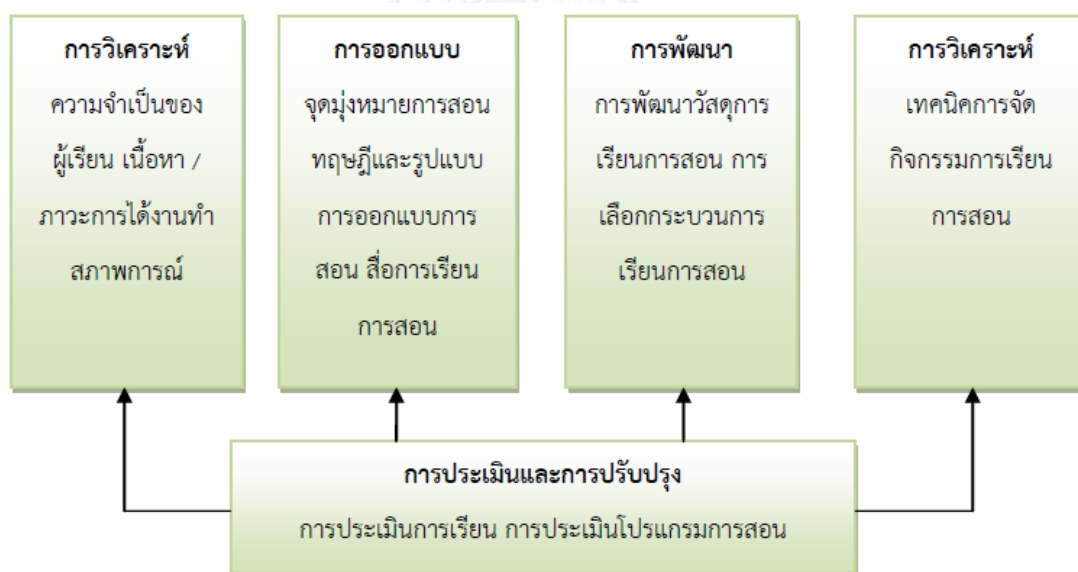 การวิเคราะห์
ความจำเป็นของ
ผู้เรียน เนื้อหา /
ภาวะการได้งานทำ
สภาพการณ์
การออกแบบ
จุดมุ่งหมายการสอน
ทฤษฎีและรูปแบบ
การออกแบบการ
สอน สื่อการเรียน
การสอน
การพัฒนา
การพัฒนาวัสดุการ
เรียนการสอน การ
เลือกกระบวนการ
เรียนการสอน
การวิเคราะห์
เทคนิคการจัด
กิจกรรมการเรียน
การสอน
การประเมินและการปรับปรุง
การประเมินการเรียน การประเมินโปรแกรมการสอน